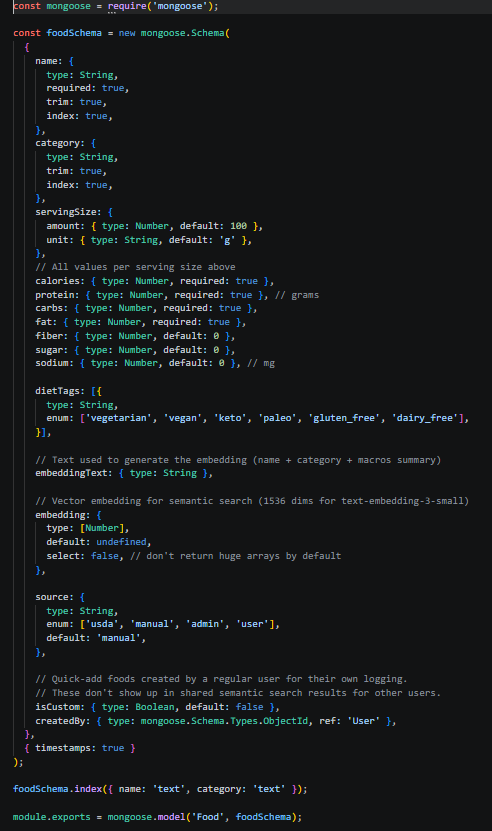 const mongoose = require('mongoose');
const foodSchema = new mongoose.Schema(
{
name: {
type: String,
required: true,
trim: true,
index: true,
},
category: {
type: String,
trim: true,
index: true,
},
servingSize: {
amount: { type: Number, default: 100 },
unit: { type: String, default: 'g' },
},
// All values per serving size above
calories: { type: Number, required: true },
protein: { type: Number, required: true }, // grams
carbs: { type: Number, required: true },
fat: { type: Number, required: true },
fiber: { type: Number, default: 0 },
sugar: { type: Number, default: 0 },
sodium: { type: Number, default: 0 }, // mg
dietTags: [{
type: String,
enum: ['vegetarian', 'vegan', 'keto', 'paleo', 'gluten_free', 'dairy_free'],
}],
// Text used to generate the embedding (name + category + macros summary)
embeddingText: { type: String },
// Vector embedding for semantic search (1536 dims for text-embedding-3-small)
embedding: {
type: [Number],
default: undefined,
select: false, // don't return huge arrays by default
},
source: {
type: String,
enum: ['usda', 'manual', 'admin', 'user'],
default: 'manual',
},
// Quick-add foods created by a regular user for their own logging.
// These don't show up in shared semantic search results for other users.
isCustom: { type: Boolean, default: false },
createdBy: { type: mongoose.Schema.Types.ObjectId, ref: 'User' },
},
{ timestamps: true }
);
foodSchema.index({ name: 'text', category: 'text' });
module.exports = mongoose.model('Food', foodSchema);